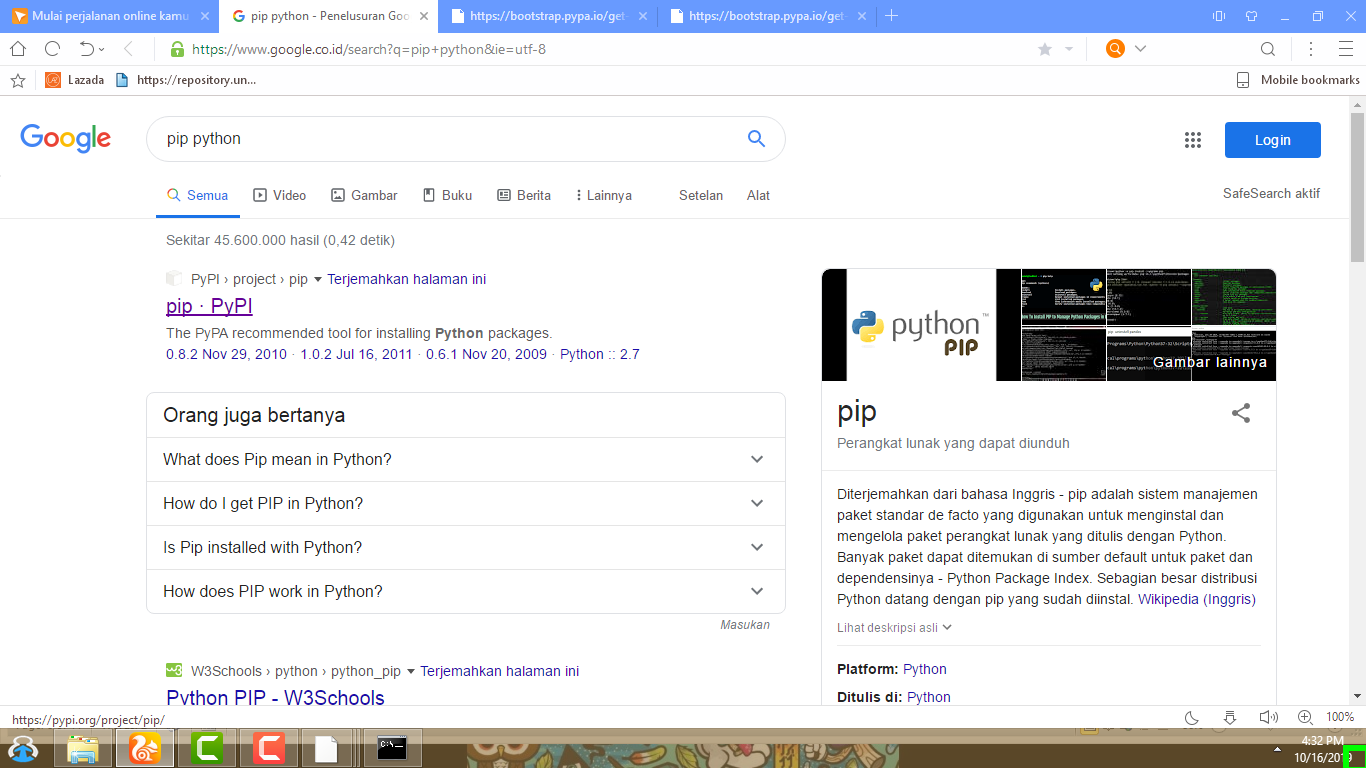 Mulai perjalanan online kamu
pip python - Penelusuran Goo
https://bootstrap.pypa.io/get-
https://bootstrap.pypa.io/get-
https://www.google.co.id/search?q=pip+python&ie=utf-8
Lazada
https://repository.un...
Mobile bookmarks
Google
pip python
Login
Semua
Video
Gambar
Buku
Berita
Lainnya
Setelan
Alat
SafeSearch aktif
Sekitar 45.600.000 hasil (0,42 detik)
PyPI › project › pip Terjemahkan halaman ini
pip · PyPI
The PyPA recommended tool for installing Python packages.
0.8.2 Nov 29, 2010 · 1.0.2 Jul 16, 2011 · 0.6.1 Nov 20, 2009 · Python :: 2.7
Orang juga bertanya
What does Pip mean in Python?
How do I get PIP in Python?
Is Pip installed with Python?
How does PIP work in Python?
Masukan
W3Schools › python › python_pip Terjemahkan halaman ini
Python PIP - W3Schools
python™
PIP
Gambar lainnya
pip
Perangkat lunak yang dapat diunduh
Diterjemahkan dari bahasa Inggris - pip adalah sistem manajemen
paket standar de facto yang digunakan untuk menginstal dan
mengelola paket perangkat lunak yang ditulis dengan Python.
Banyak paket dapat ditemukan di sumber default untuk paket dan
dependensinya - Python Package Index. Sebagian besar distribusi
Python datang dengan pip yang sudah diinstal. Wikipedia (Inggris)
Lihat deskripsi asli
Platform: Python
Ditulis di: Python
https://pypi.org/project/pip/
100%
4:32 PM
10/16/2019